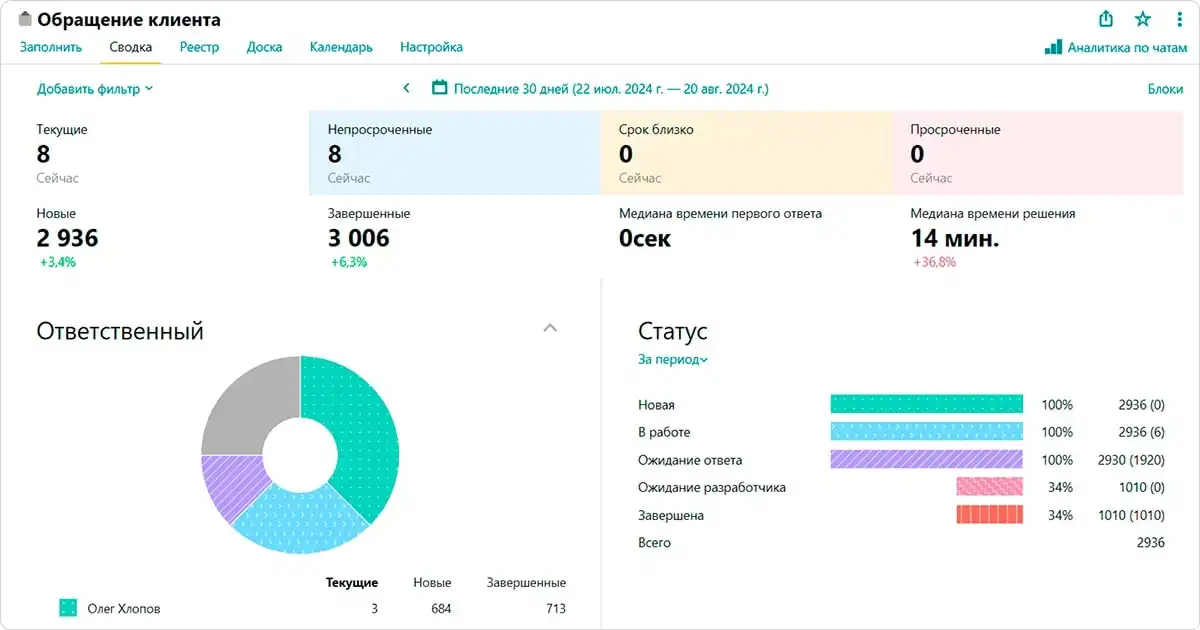 Обращение клиента
Заполнить Сводка Реестр Доска Календарь Настройка
Аналитика по чатам
Добавить фильтр
Последние 30 дней (22 июл. 2024 г. — 20 авг. 2024 г.)
Блоки
Текущие
8
Сейчас
Непросроченные
8
Сейчас
Срок близко
0
Сейчас
Просроченные
0
Сейчас
Новые
2 936
+3,4%
Завершенные
3 006
+6,3%
Медиана времени первого ответа
0сек
Медиана времени решения
14 мин.
+36,8%
Ответственный
Текущие Новые Завершенные
Олег Хлопов 3 684 713
Статус
За период
Новая 100% 2936 (0)
В работе 100% 2936 (6)
Ожидание ответа 100% 2930 (1920)
Ожидание разработчика 34% 1010 (0)
Завершена 34% 1010 (1010)
Всего 2936